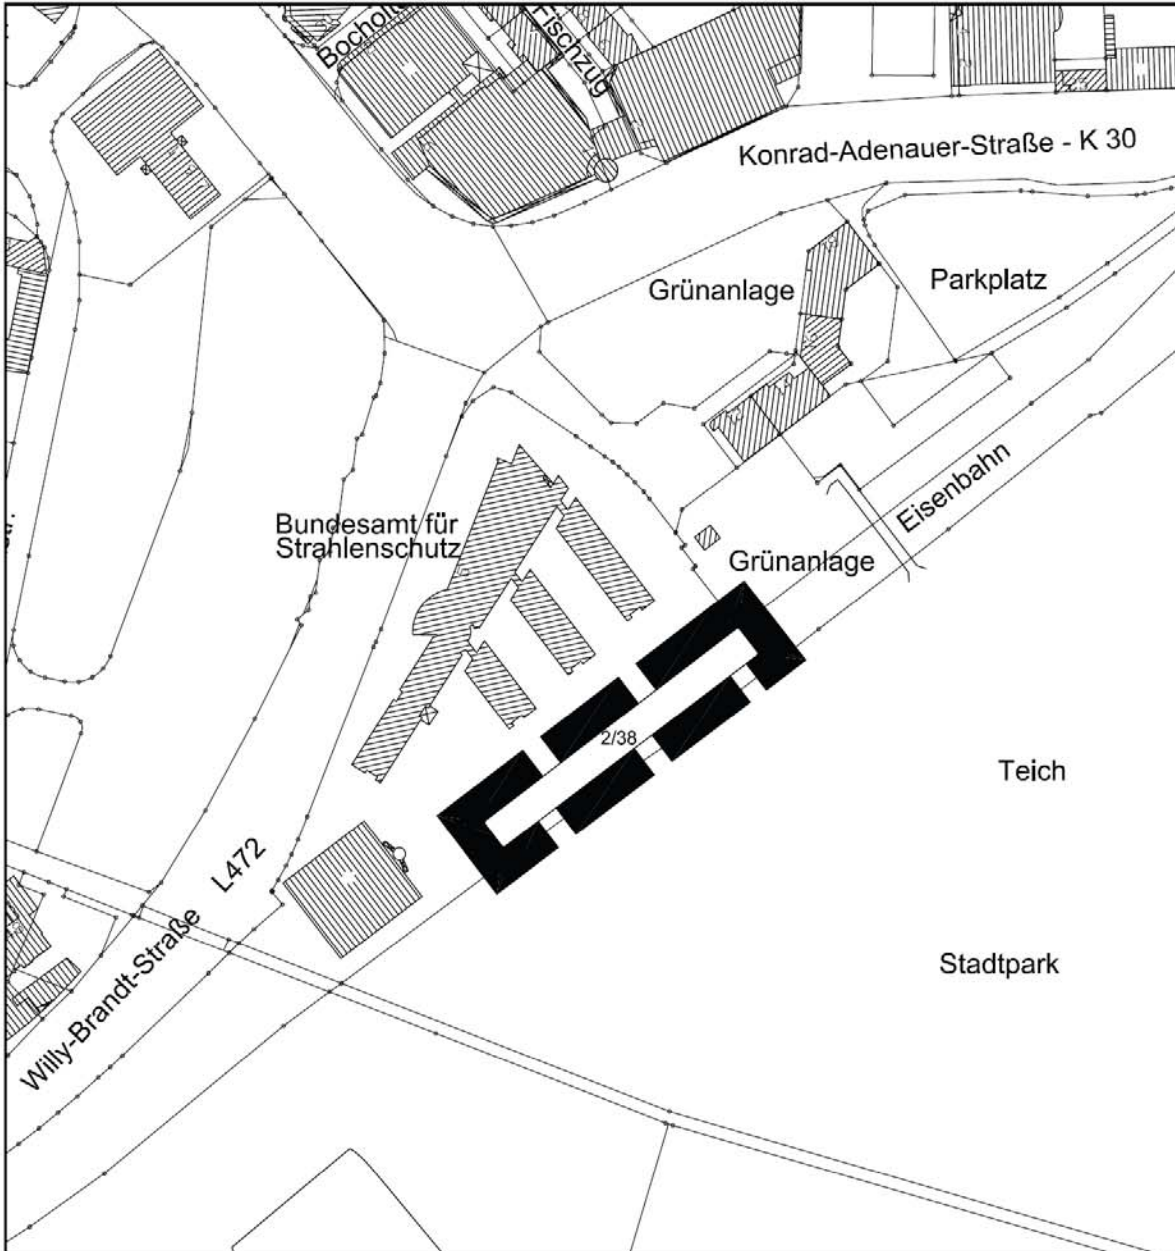 Fischzug
Konrad-Adenauer-Straße - K 30
Grünanlage
Parkplatz
Eisenbahn
Bundesamt für
Strahlenschutz
Grünanlage
2/38
Teich
L472
Willy-Brandt-Straße
Stadtpark